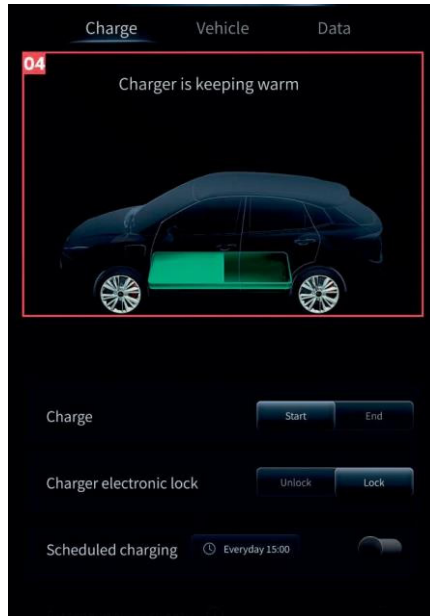 Charge Vehicle Data
04
Charger is keeping warm
Charge Start End
Charger electronic lock Unlock Lock
Scheduled charging Everyday 15:00